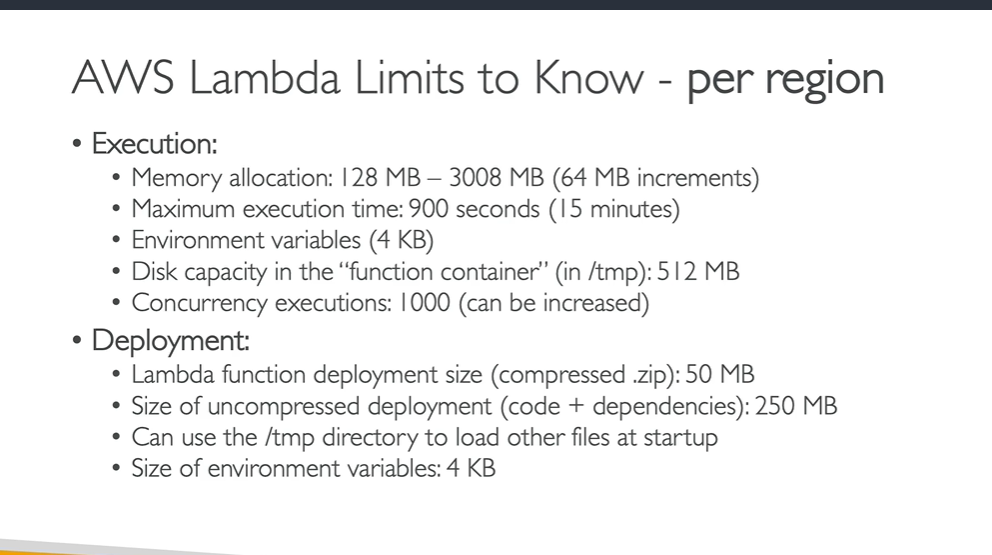 AWS Lambda Limits to Know - per region
• Execution:
• Memory allocation: 128 MB – 3008 MB (64 MB increments)
• Maximum execution time: 900 seconds (15 minutes)
• Environment variables (4 KB)
• Disk capacity in the “function container” (in /tmp): 512 MB
• Concurrency executions: 1000 (can be increased)
• Deployment:
• Lambda function deployment size (compressed .zip): 50 MB
• Size of uncompressed deployment (code + dependencies): 250 MB
• Can use the /tmp directory to load other files at startup
• Size of environment variables: 4 KB